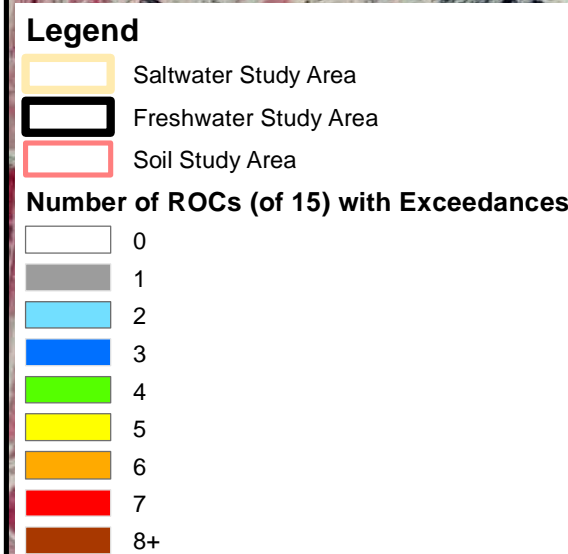 Legend
Saltwater Study Area
Freshwater Study Area
Soil Study Area
Number of ROCs (of 15) with Exceedances
0
1
2
3
4
5
6
7
8+